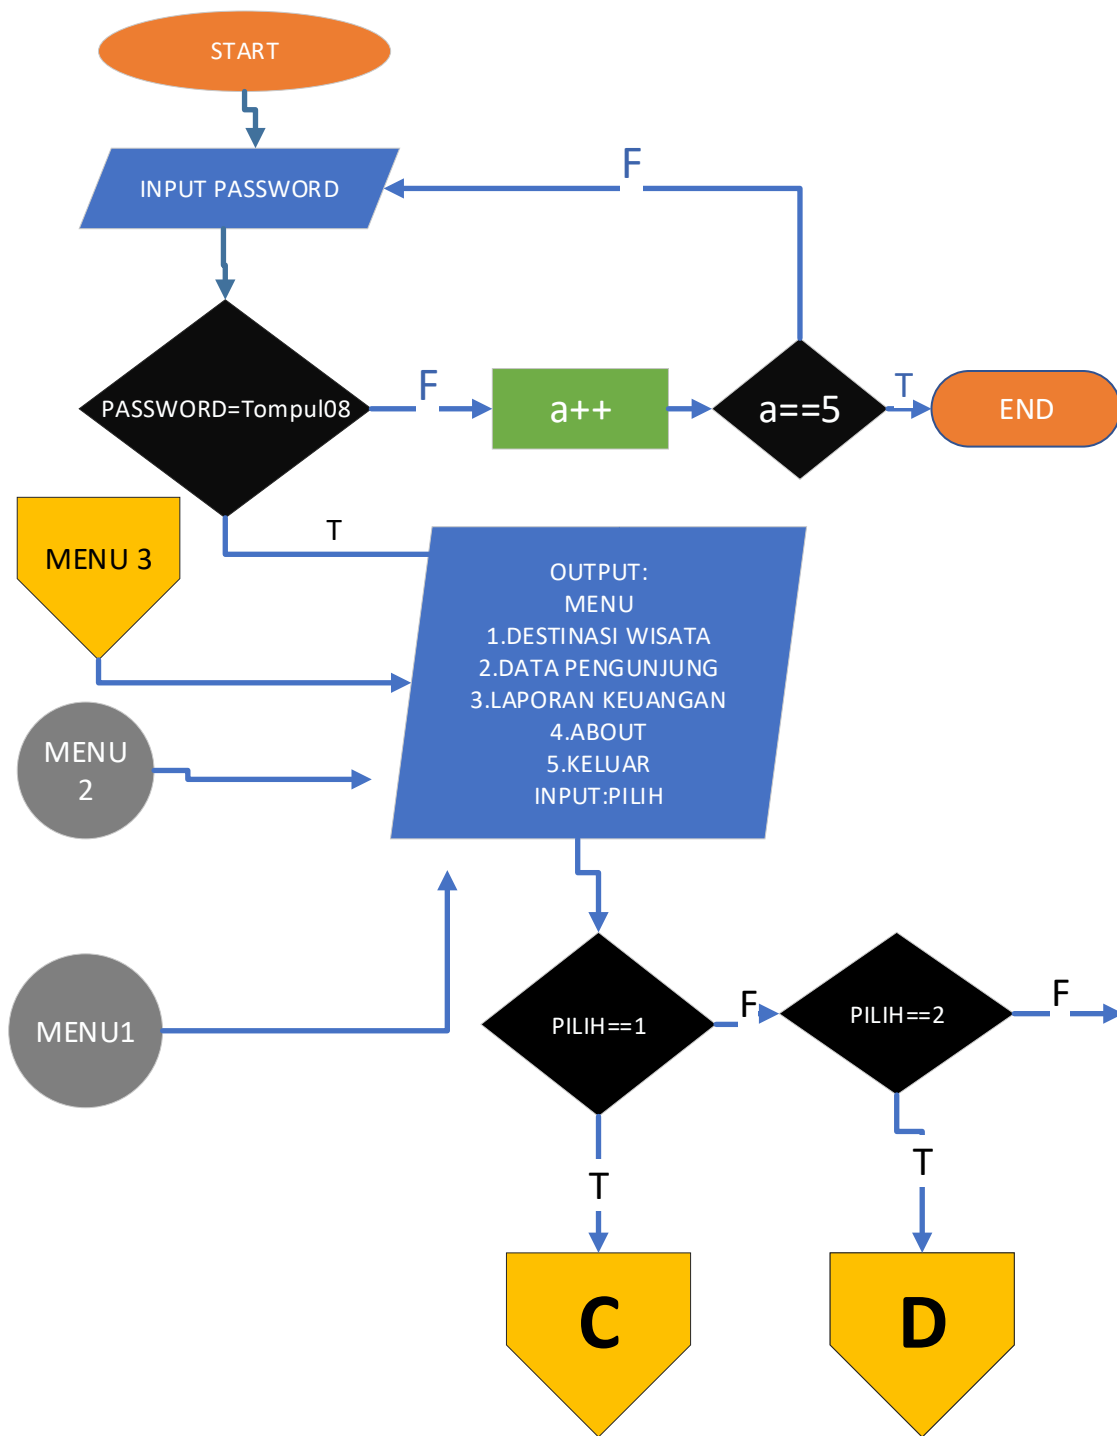 START
INPUT PASSWORD
F
PASSWORD=Tompul08
F
a++
a==5
T
END
T
MENU 3
OUTPUT:
MENU
1.DESTINASI WISATA
2.DATA PENGUNJUNG
3.LAPORAN KEUANGAN
4.ABOUT
5.KELUAR
INPUT:PILIH
MENU
2
MENU1
PILIH==1
F
PILIH==2
F
T
T
C
D